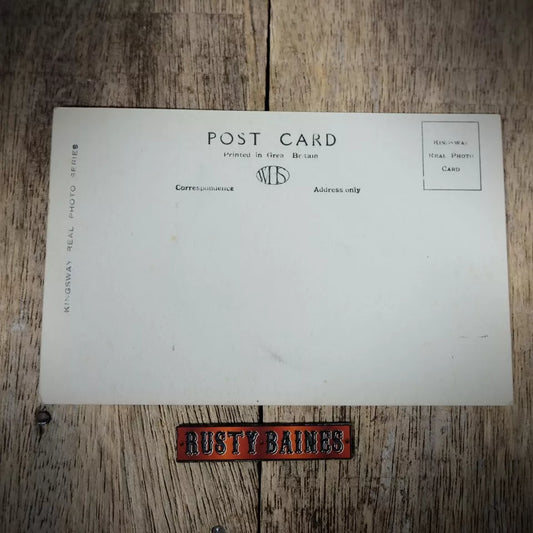 POST CARD
Printed in Grea Britain
WHS
Correspondence
Address only
KINGSWAY
REAL PHOTO
CARD
KINGSWAY REAL PHOTO SERIES
RUSTY BAINES